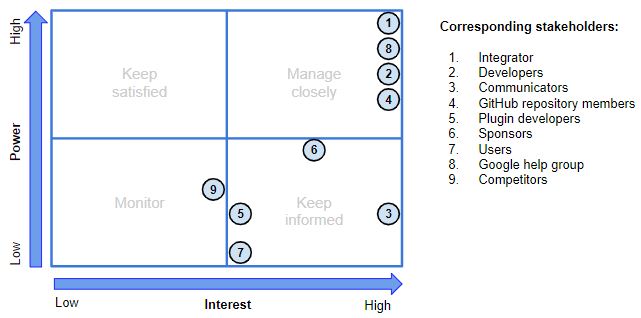 High
Power
Low
Keep
satisfied
Manage
closely
Monitor
Keep
informed
1
8
2
4
6
9
5
3
7
Low
Interest
High
Corresponding stakeholders:
1. Integrator
2. Developers
3. Communicators
4. GitHub repository members
5. Plugin developers
6. Sponsors
7. Users
8. Google help group
9. Competitors